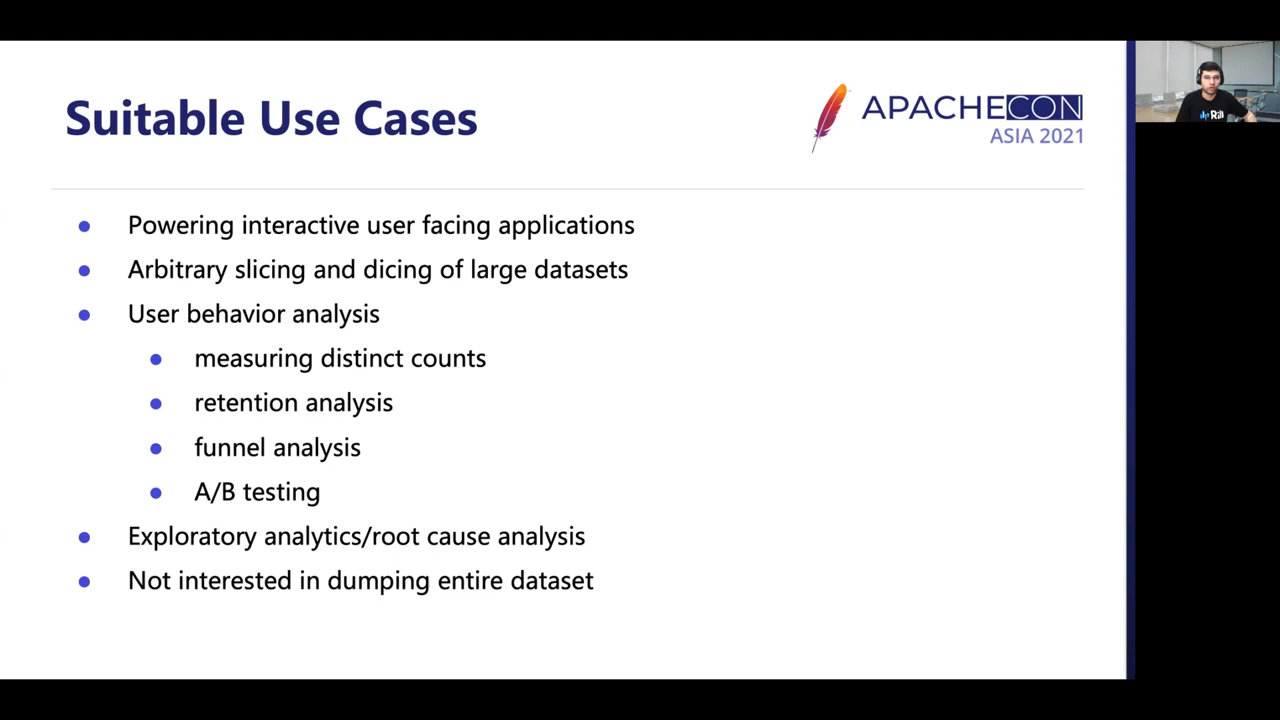 Suitable Use Cases
APACHECON
ASIA 2021
Powering interactive user facing applications
Arbitrary slicing and dicing of large datasets
User behavior analysis
measuring distinct counts
retention analysis
funnel analysis
A/B testing
Exploratory analytics/root cause analysis
Not interested in dumping entire dataset
Rill